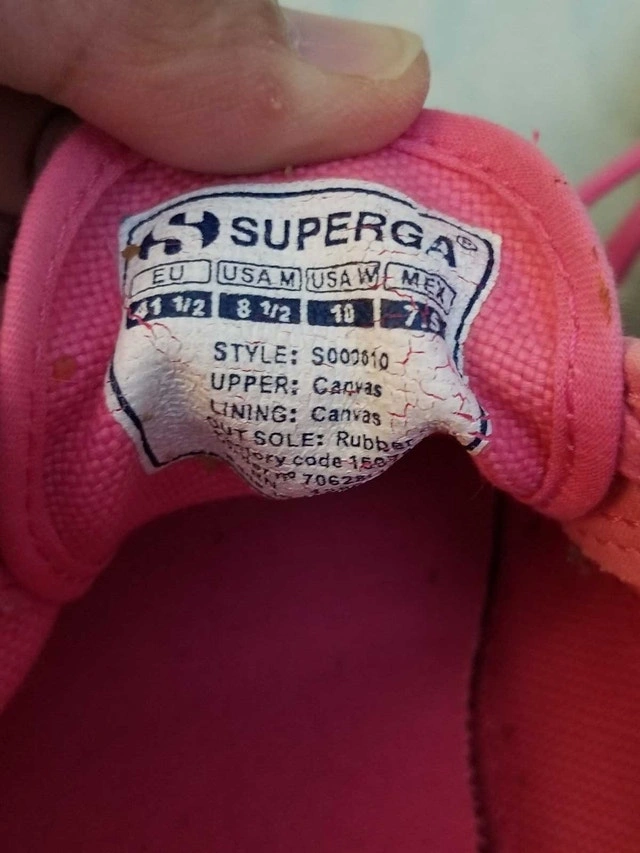 SUPERGA®
EU USA M USA W MEX
41 1/2 8 1/2 10 7.5
STYLE: S000010
UPPER: Canvas
LINING: Canvas
OUT SOLE: Rubber
code